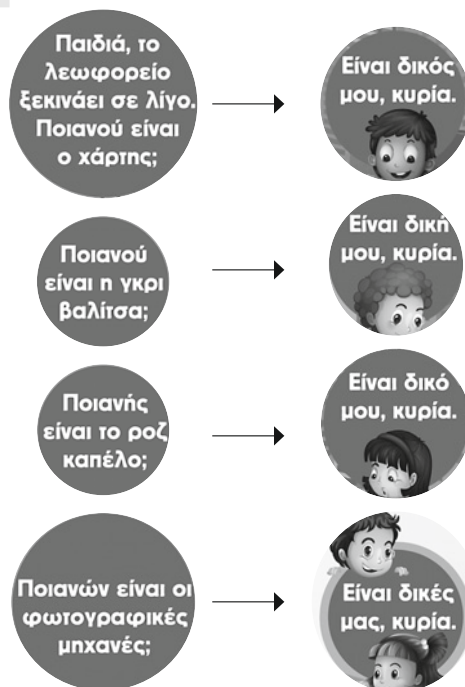 Παιδιά, το
λεωφορείο
ξεκινάει σε λίγο.
Ποιανού είναι
ο χάρτης;
Είναι δικός
μου, κυρία.
Ποιανού
είναι η γκρι
βαλίτσα;
Είναι δική
μου, κυρία.
Ποιανής
είναι το ροζ
καπέλο;
Είναι δικό
μου, κυρία.
Ποιανών είναι οι
φωτογραφικές
μηχανές;
Είναι δικές
μας, κυρία.